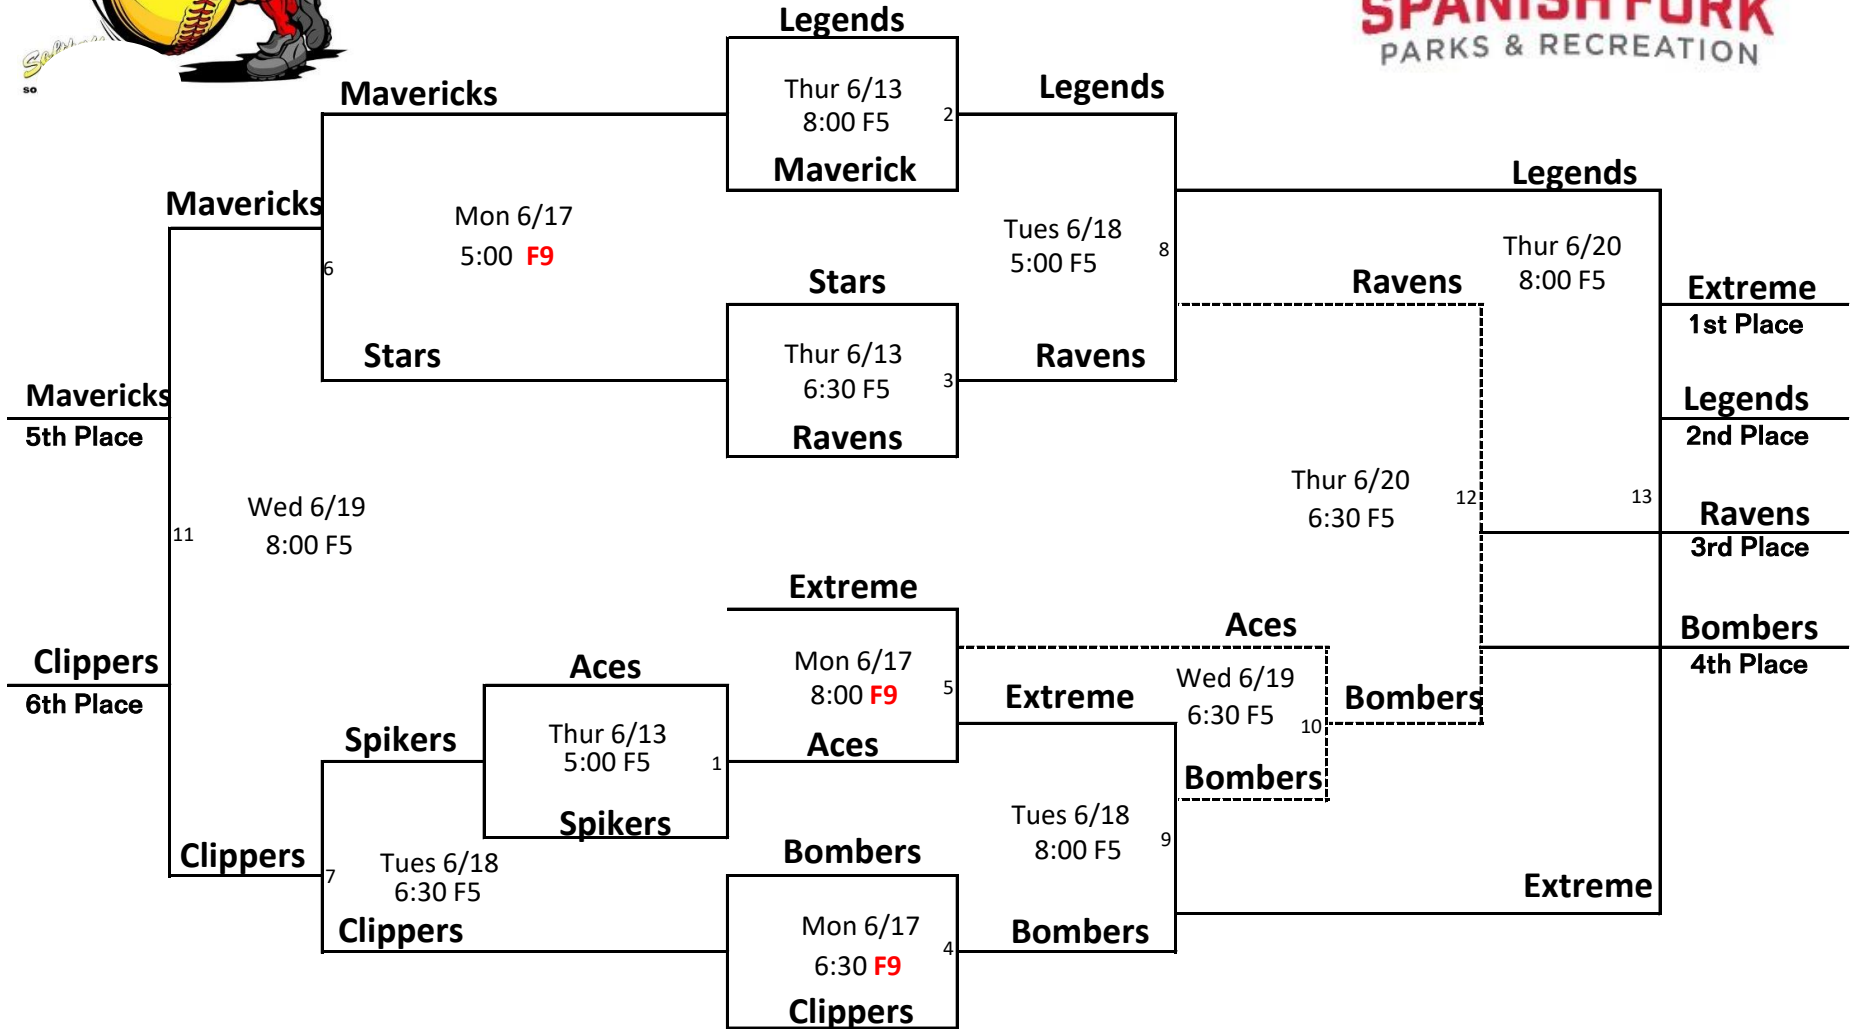 Softball
so
SPANISH FORK
PARKS & RECREATION
Legends
Thur 6/13
8:00 F5
2
Maverick
Mavericks
Legends
Mavericks
Mon 6/17
5:00 F9
6
Tues 6/18
5:00 F5
8
Legends
Thur 6/20
8:00 F5
Stars
Thur 6/13
6:30 F5
3
Ravens
Stars
Ravens
Ravens
Extreme
1st Place
Mavericks
5th Place
Legends
2nd Place
Wed 6/19
8:00 F5
11
Thur 6/20
6:30 F5
12
13
Ravens
3rd Place
Extreme
Mon 6/17
8:00 F9
5
Aces
Aces
Wed 6/19
6:30 F5
10
Bombers
Bombers
Bombers
4th Place
Clippers
6th Place
Aces
Thur 6/13
5:00 F5
1
Spikers
Spikers
Extreme
Tues 6/18
8:00 F5
9
Clippers
7
Tues 6/18
6:30 F5
Clippers
Bombers
Mon 6/17
6:30 F9
4
Clippers
Bombers
Extreme